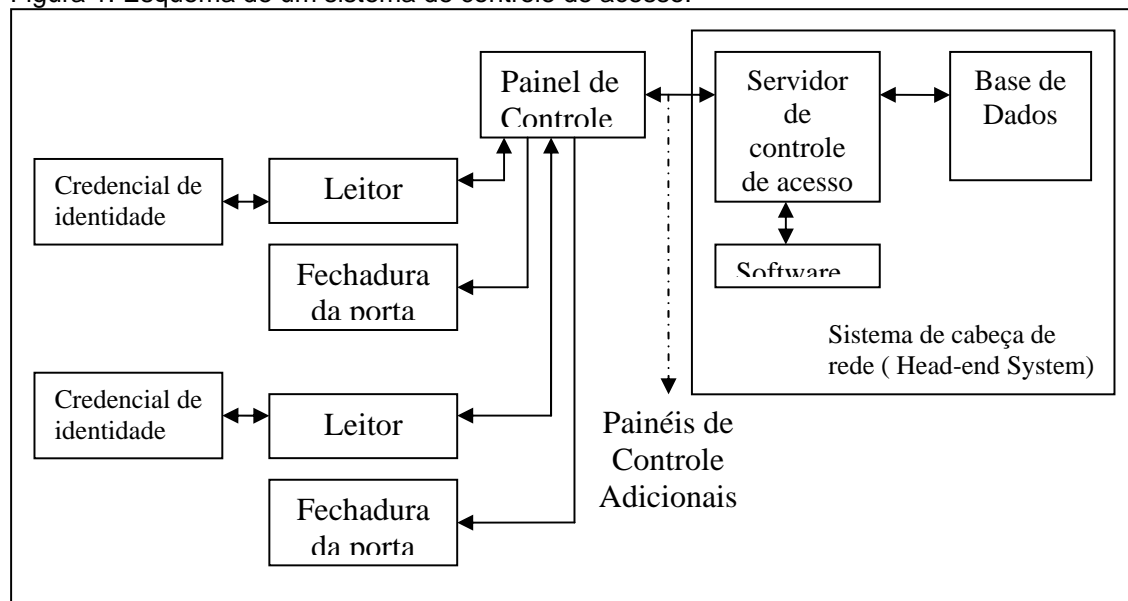 Figura 1: Esquema de um sistema de controle de acesso.
Painel de
Controle
Servidor
de
controle
de acesso
Base de
Dados
Credencial de
identidade
Leitor
Fechadura
da porta
Software
Sistema de cabeça de
rede ( Head-end System)
Credencial de
identidade
Leitor
Painéis de
Controle
Adicionais
Fechadura
da porta